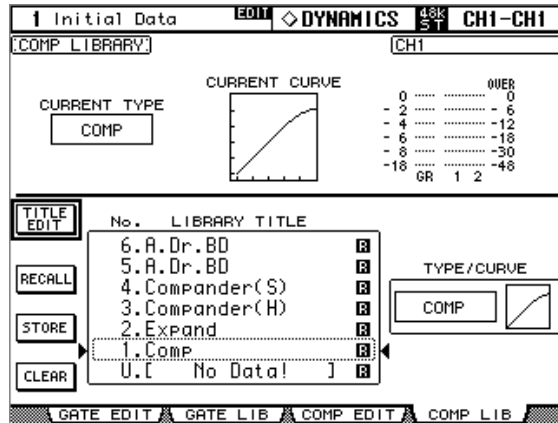 1 Initial Data EDIT ◇DYNAMICS 48K ST CH1-CH1
COMP LIBRARY CH1
CURRENT TYPE
COMP
CURRENT CURVE
OVER
0 0
- 2 - 6
- 4 -12
- 6 -18
- 8 -30
-18 -48
GR 1 2
TITLE EDIT
RECALL
STORE
CLEAR
No. LIBRARY TITLE
6.A.Dr.BD R
5.A.Dr.BD R
4.Compander(S) R
3.Compander(H) R
2.Expand R
1.Comp R
U.[ No Data! ] R
TYPE/CURVE
COMP
GATE EDIT GATE LIB COMP EDIT COMP LIB